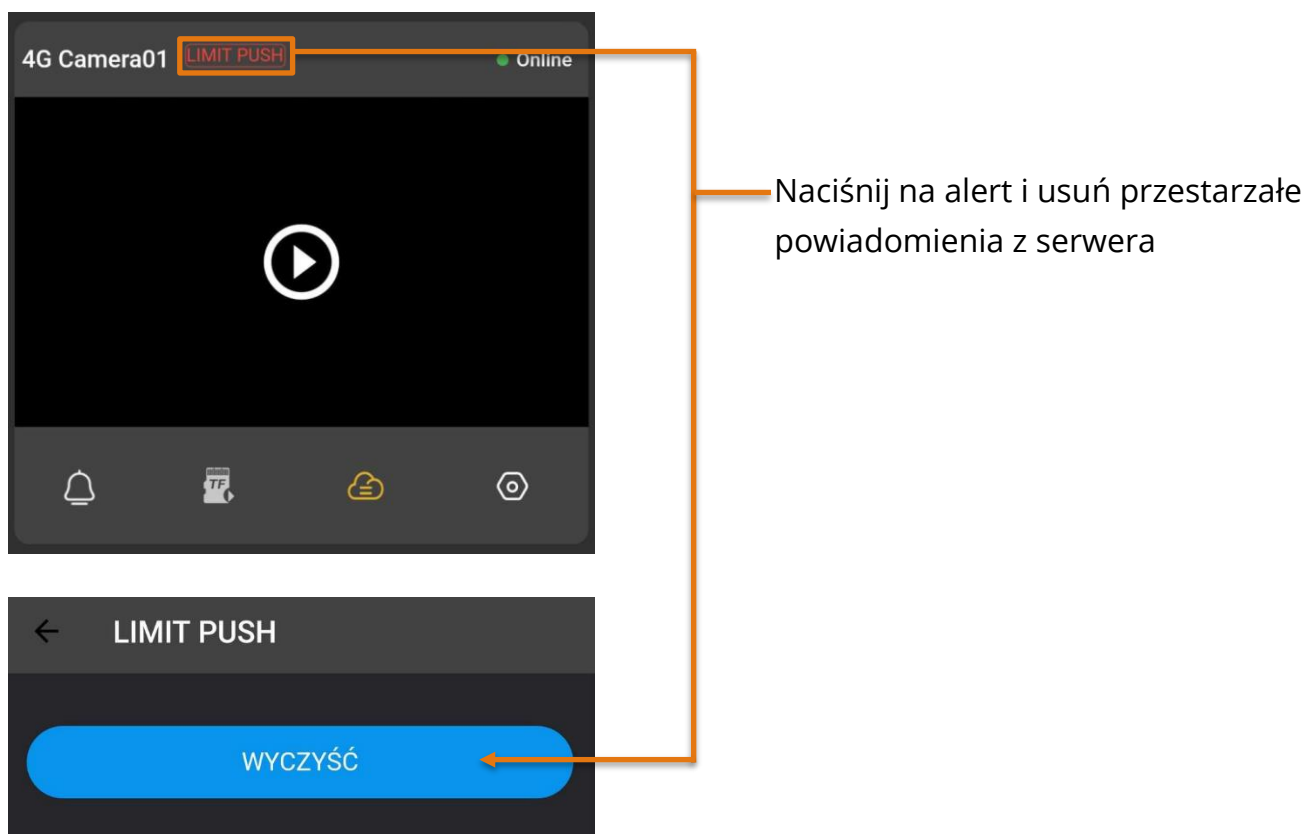 4G Camera01 LIMIT PUSH Online
Naciśnij na alert i usuń przestarzałe
powiadomienia z serwera
TF
LIMIT PUSH
WYCZYŚĆ